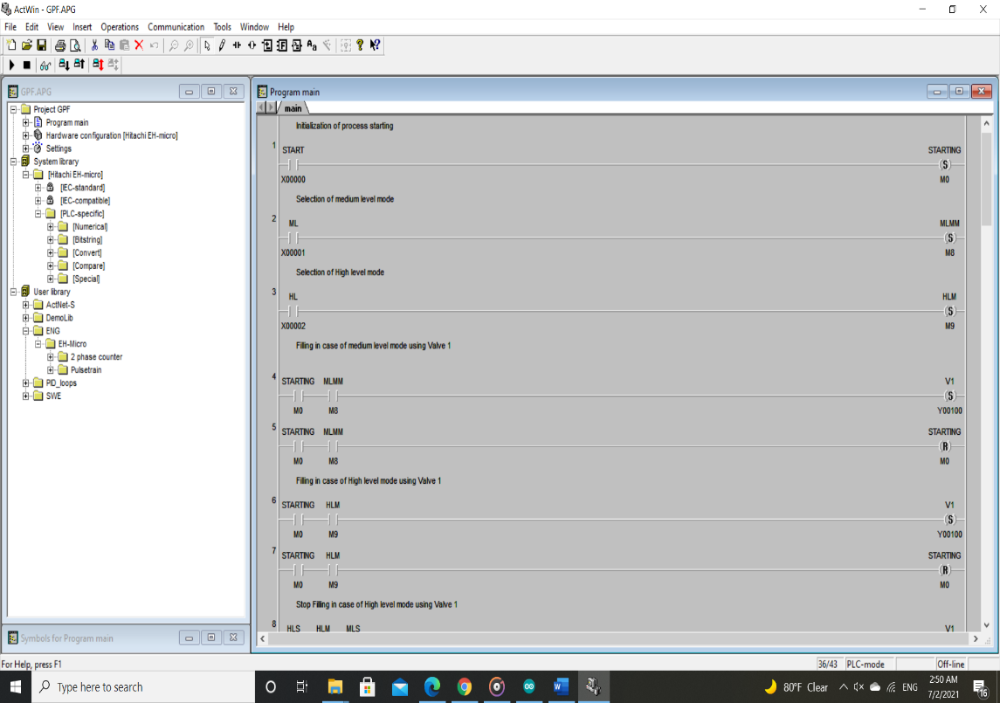 ActWin - GPF.APG
File Edit View Insert Operations Communication Tools Window Help
GPF.APG
Project GPF
Program main
Hardware configuration [Hitachi EH-micro]
Settings
System library
[Hitachi EH-micro]
[IEC-standard]
[IEC-compatible]
[PLC-specific]
[Numerical]
[Bitstring]
[Convert]
[Compare]
[Special]
User library
ActNet-S
DemoLib
ENG
EH-Micro
2 phase counter
Pulsetrain
PID_loops
SWE
Symbols for Program main
Program main
main
Initialization of process starting
1
START STARTING
(S)
X00000 M0
Selection of medium level mode
2
ML MLMM
(S)
X00001 M8
Selection of High level mode
3
HL HLM
(S)
X00002 M9
Filling in case of medium level mode using Valve 1
4
STARTING MLMM V1
(S)
M0 M8 Y00100
5
STARTING MLMM STARTING
(R)
M0 M8 M0
Filling in case of High level mode using Valve 1
6
STARTING HLM V1
(S)
M0 M9 Y00100
7
STARTING HLM STARTING
(R)
M0 M9 M0
Stop Filling in case of High level mode using Valve 1
8
HLS HLM MLS V1
For Help, press F1 36/43 PLC-mode Off-line
Type here to search
80°F Clear ENG
2:50 AM
7/2/2021
16